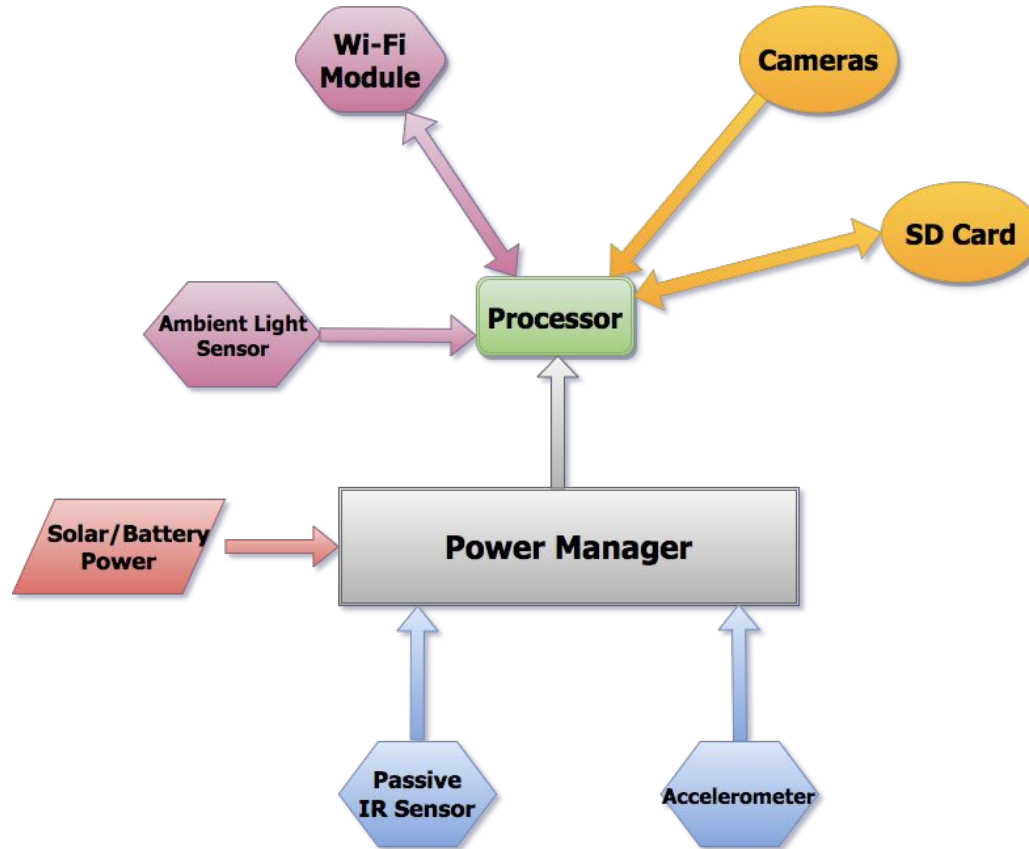 Wi-Fi
Module
Cameras
SD Card
Processor
Ambient Light
Sensor
Solar/Battery
Power
Power Manager
Passive
IR Sensor
Accelerometer